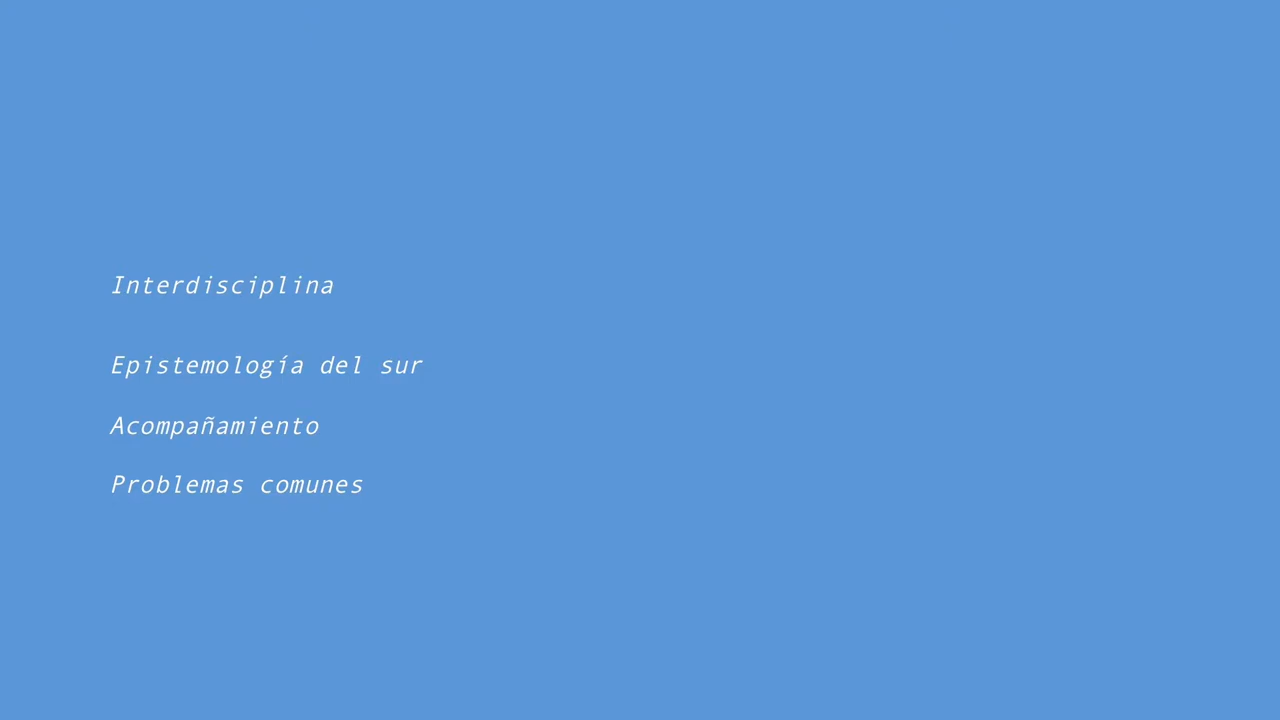 Interdisciplina
Epistemología del sur
Acompañamiento
Problemas comunes